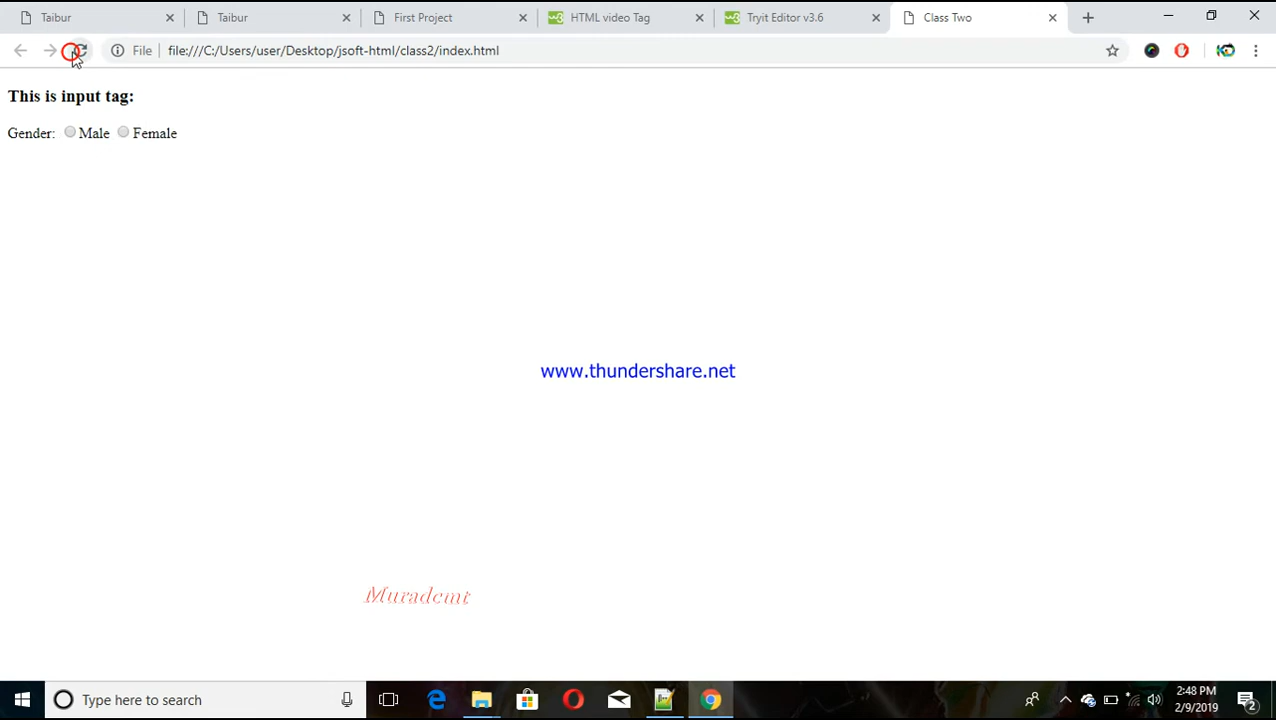 Taibur
Taibur
First Project
HTML video Tag
Tryit Editor v3.6
Class Two
File
file:///C:/Users/user/Desktop/jsoft-html/class2/index.html
This is input tag:
Gender: Male Female
www.thundershare.net
Muradcmt
Type here to search
2:48 PM
2/9/2019
2